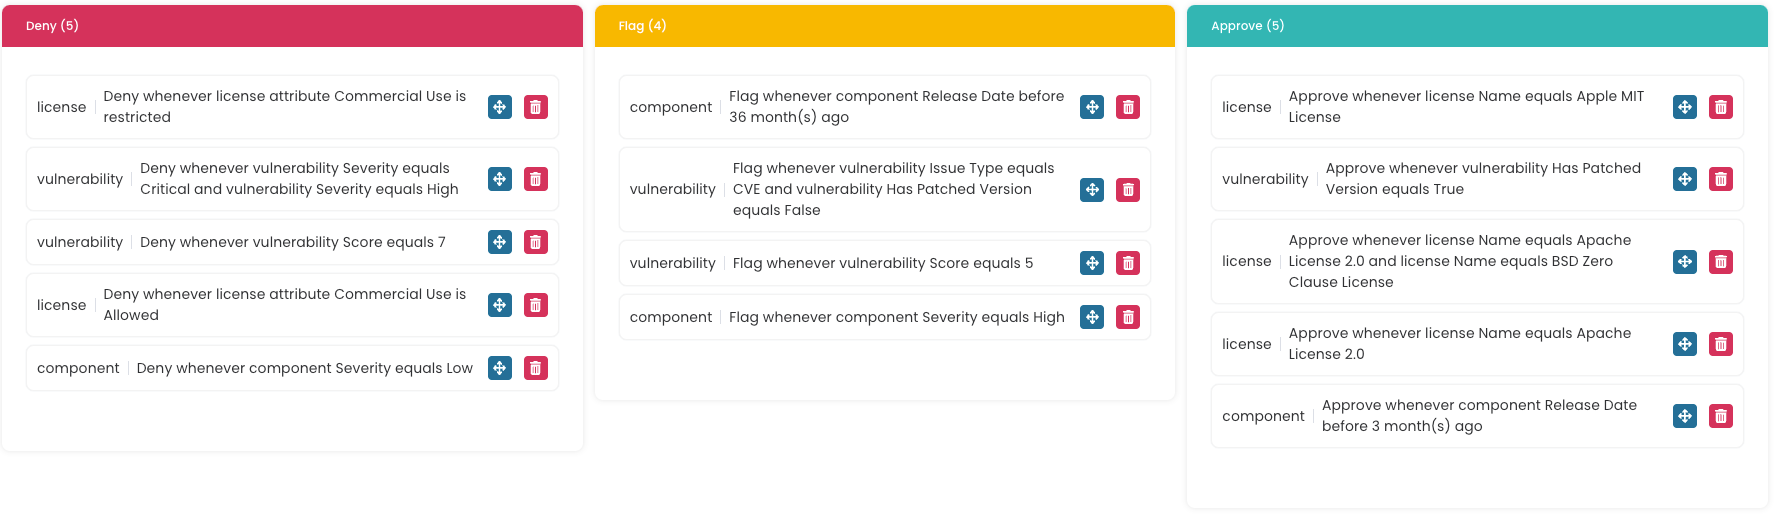 Deny (5)
license
Deny whenever license attribute Commercial Use is
restricted
vulnerability
Deny whenever vulnerability Severity equals
Critical and vulnerability Severity equals High
vulnerability
Deny whenever vulnerability Score equals 7
license
Deny whenever license attribute Commercial Use is
Allowed
component
Deny whenever component Severity equals Low
Flag (4)
component
Flag whenever component Release Date before
36 month(s) ago
vulnerability
Flag whenever vulnerability Issue Type equals
CVE and vulnerability Has Patched Version
equals False
vulnerability
Flag whenever vulnerability Score equals 5
component
Flag whenever component Severity equals High
Approve (5)
license
Approve whenever license Name equals Apple MIT
License
vulnerability
Approve whenever vulnerability Has Patched
Version equals True
license
Approve whenever license Name equals Apache
License 2.0 and license Name equals BSD Zero
Clause License
license
Approve whenever license Name equals Apache
License 2.0
component
Approve whenever component Release Date
before 3 month(s) ago